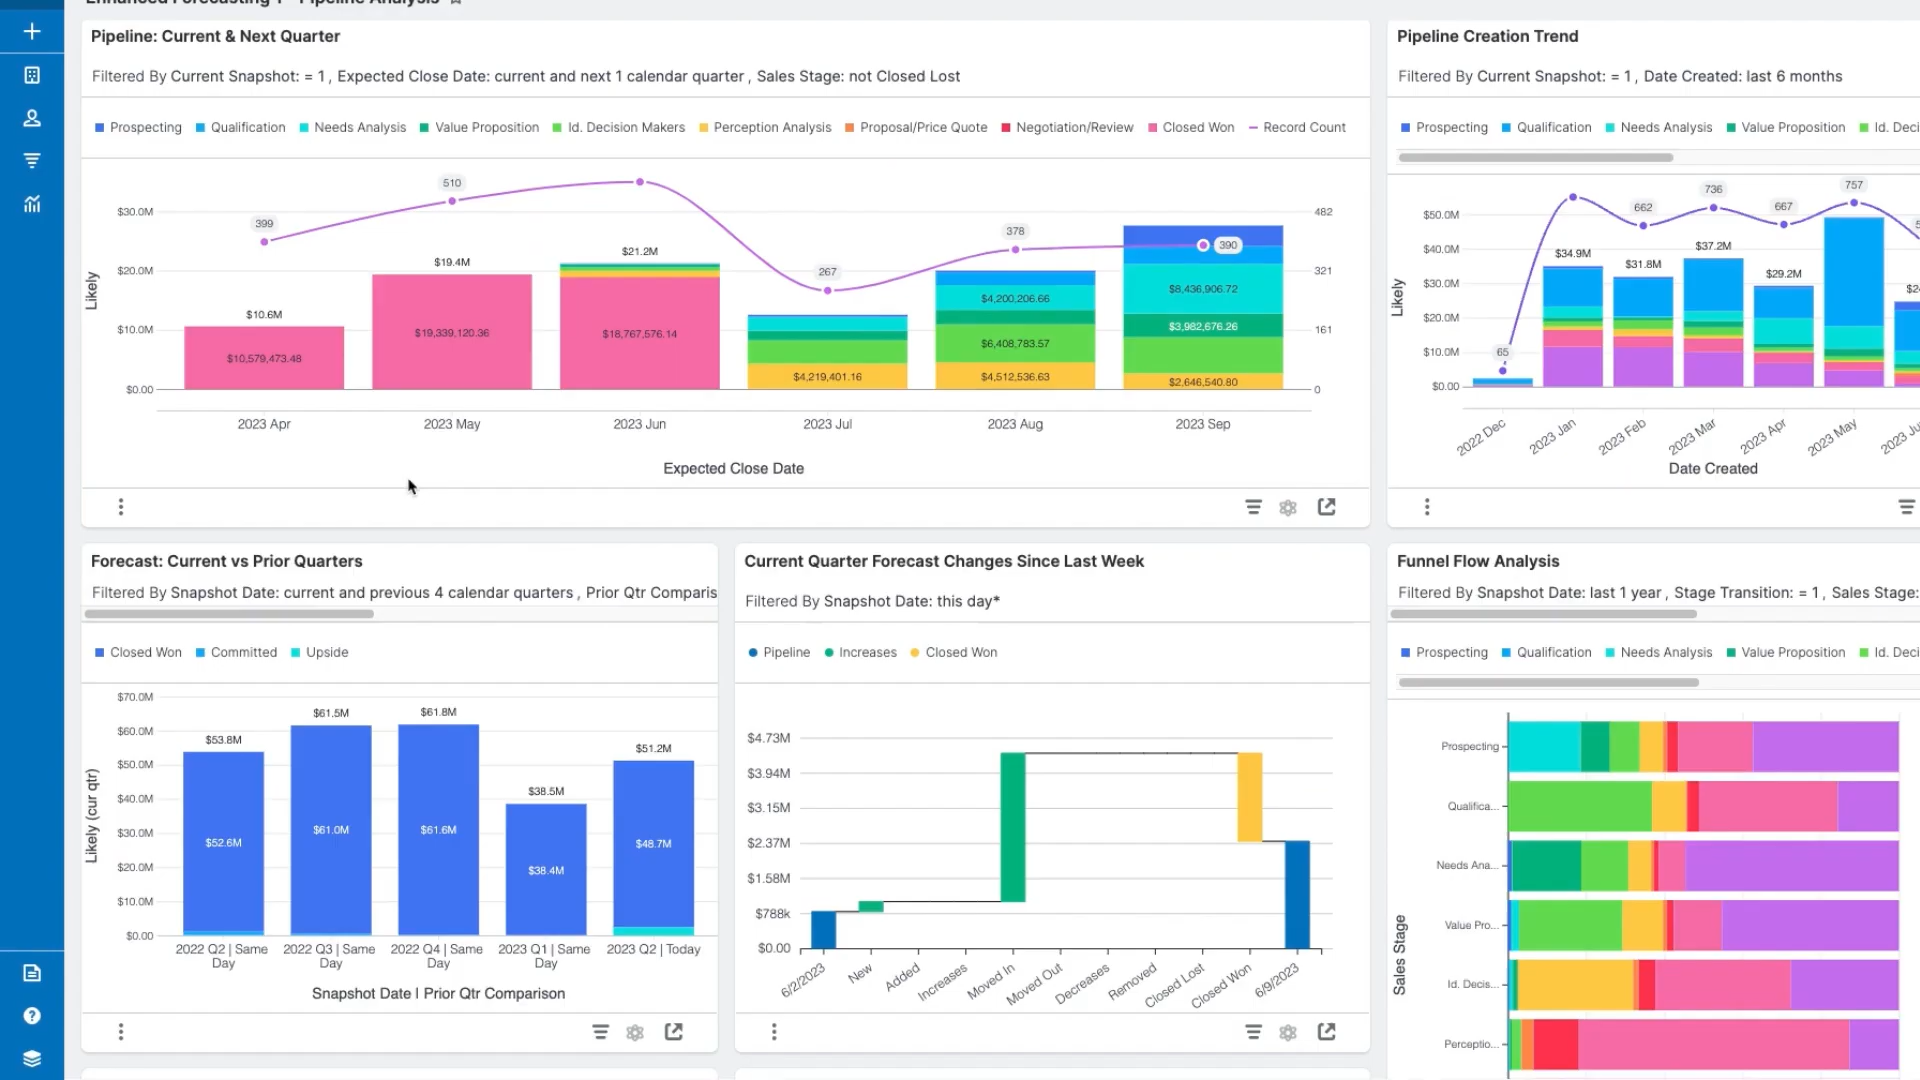 Enhanced Forecasting 1 - Pipeline Analysis
Pipeline: Current & Next Quarter
Filtered By Current Snapshot: = 1 , Expected Close Date: current and next 1 calendar quarter , Sales Stage: not Closed Lost
Prospecting Qualification Needs Analysis Value Proposition Id. Decision Makers Perception Analysis Proposal/Price Quote Negotiation/Review Closed Won Record Count
Likely
$30.0M
$20.0M
$10.0M
$0.00
482
321
161
0
399
510
267
378
390
$10.6M
$10,579,473.48
$19.4M
$19,339,120.36
$21.2M
$18,767,576.14
$4,219,401.16
$4,200,206.66
$6,408,783.57
$4,512,536.63
$8,436,906.72
$3,982,676.26
$2,646,540.80
2023 Apr 2023 May 2023 Jun 2023 Jul 2023 Aug 2023 Sep
Expected Close Date
Pipeline Creation Trend
Filtered By Current Snapshot: = 1 , Date Created: last 6 months
Prospecting Qualification Needs Analysis Value Proposition Id. Deci
Likely
$50.0M
$40.0M
$30.0M
$20.0M
$10.0M
$0.00
65
662
736
667
757
$34.9M
$31.8M
$37.2M
$29.2M
2022 Dec 2023 Jan 2023 Feb 2023 Mar 2023 Apr 2023 May 2023 Ju
Date Created
Forecast: Current vs Prior Quarters
Filtered By Snapshot Date: current and previous 4 calendar quarters , Prior Qtr Comparis
Closed Won Committed Upside
Likely (cur qtr)
$70.0M
$60.0M
$50.0M
$40.0M
$30.0M
$20.0M
$10.0M
$0.00
$53.8M
$52.6M
$61.5M
$61.0M
$61.8M
$61.6M
$38.5M
$38.4M
$51.2M
$48.7M
2022 Q2 | Same Day
2022 Q3 | Same Day
2022 Q4 | Same Day
2023 Q1 | Same Day
2023 Q2 | Today
Snapshot Date | Prior Qtr Comparison
Current Quarter Forecast Changes Since Last Week
Filtered By Snapshot Date: this day*
Pipeline Increases Closed Won
$4.73M
$3.94M
$3.15M
$2.37M
$1.58M
$788k
$0.00
6/2/2023 New Added Increases Moved In Moved Out Decreases Removed Closed Lost Closed Won 6/9/2023
Funnel Flow Analysis
Filtered By Snapshot Date: last 1 year , Stage Transition: = 1 , Sales Stage:
Prospecting Qualification Needs Analysis Value Proposition Id. Deci
Sales Stage
Prospecting
Qualifica...
Needs Ana...
Value Pro...
Id. Decis...
Perceptio...